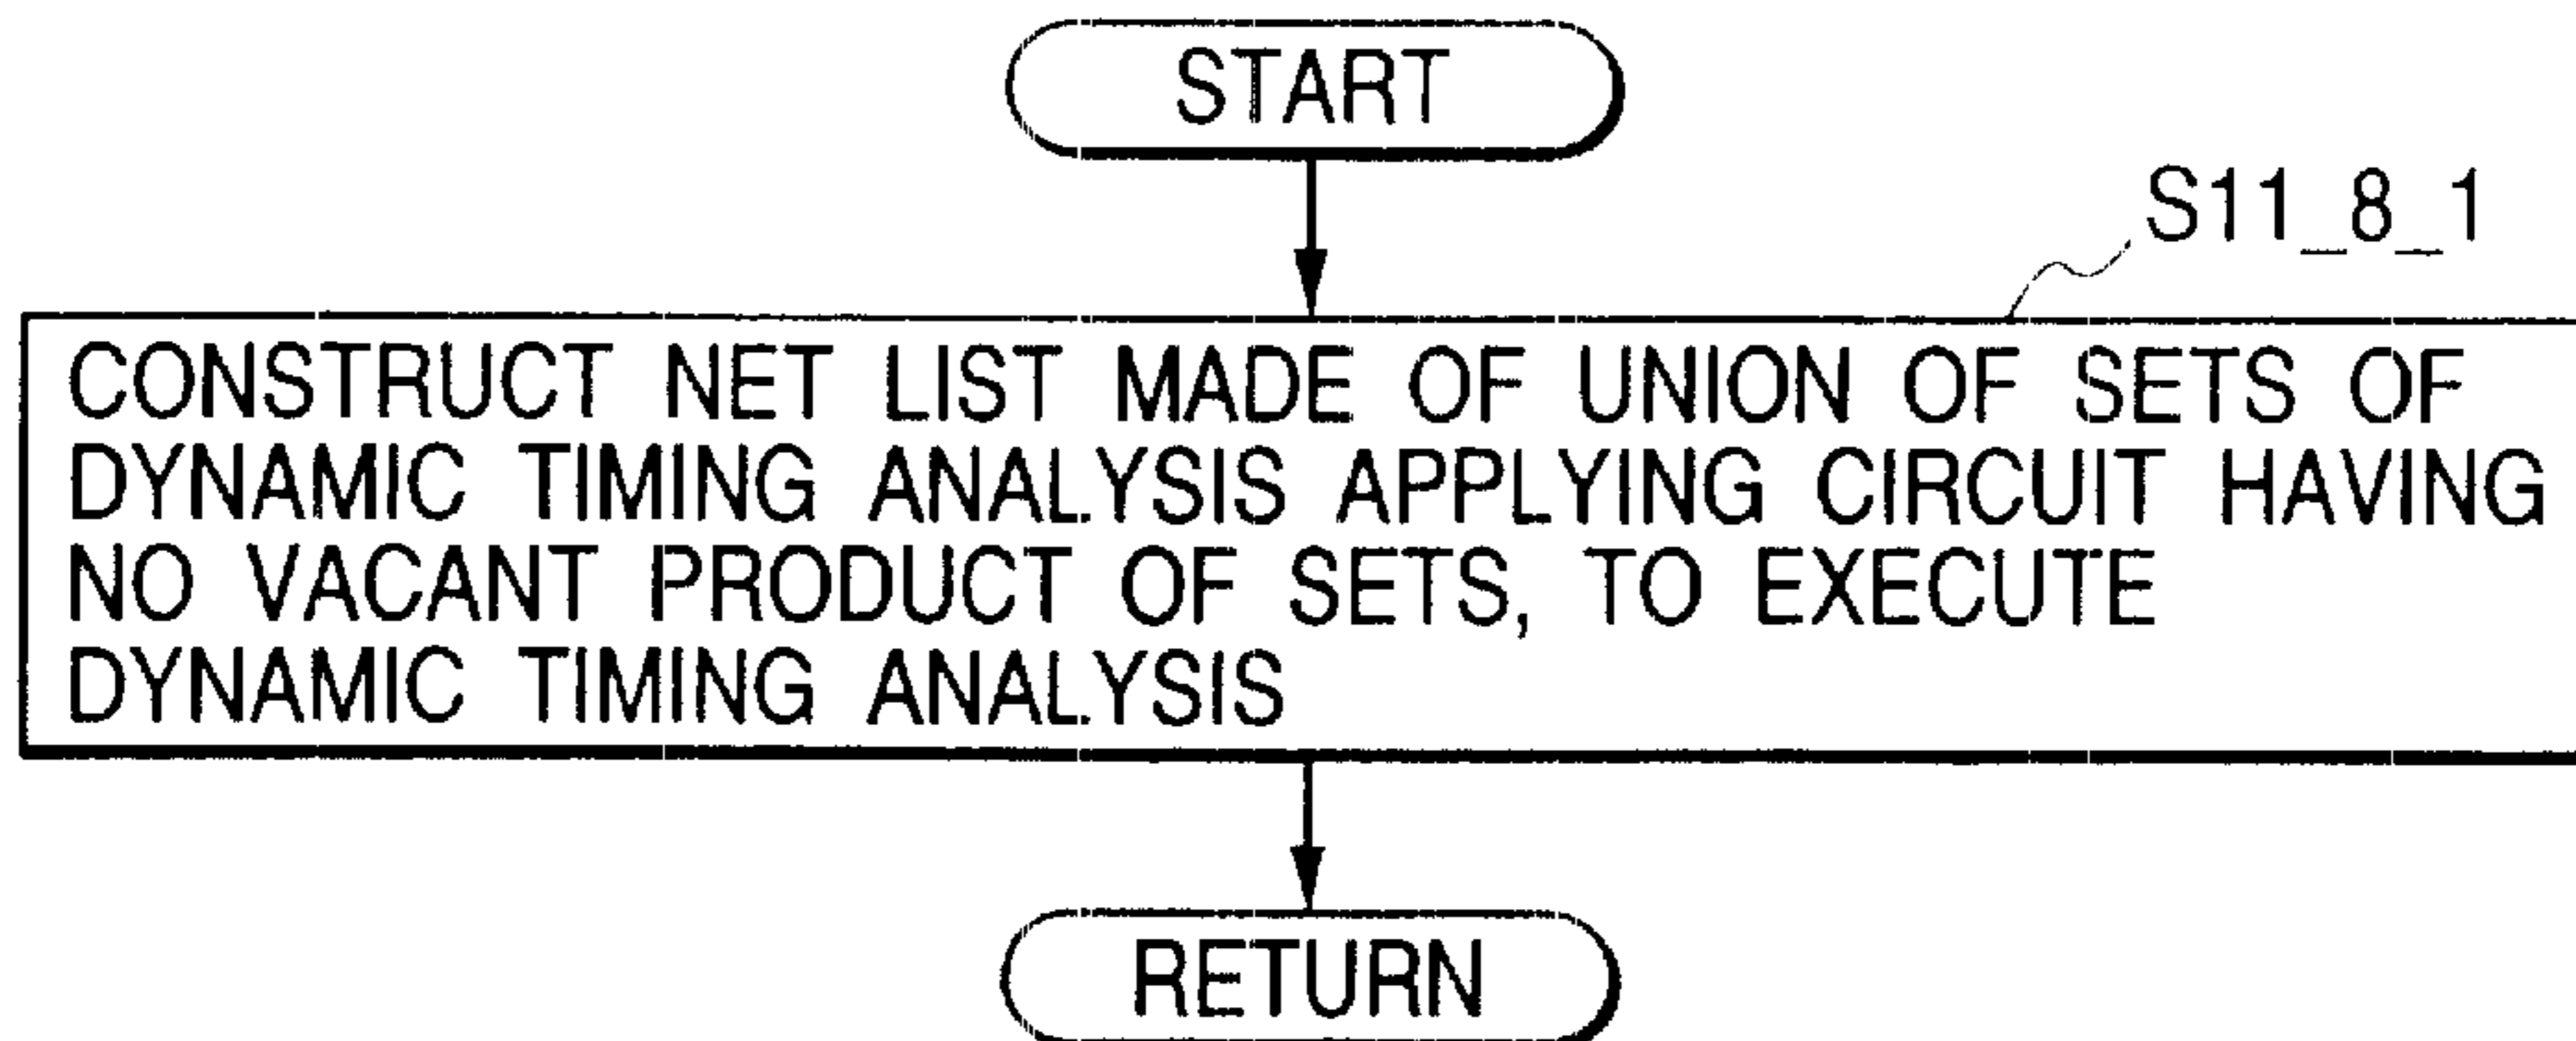 START
S11_8_1
CONSTRUCT NET LIST MADE OF UNION OF SETS OF
DYNAMIC TIMING ANALYSIS APPLYING CIRCUIT HAVING
NO VACANT PRODUCT OF SETS, TO EXECUTE
DYNAMIC TIMING ANALYSIS
RETURN